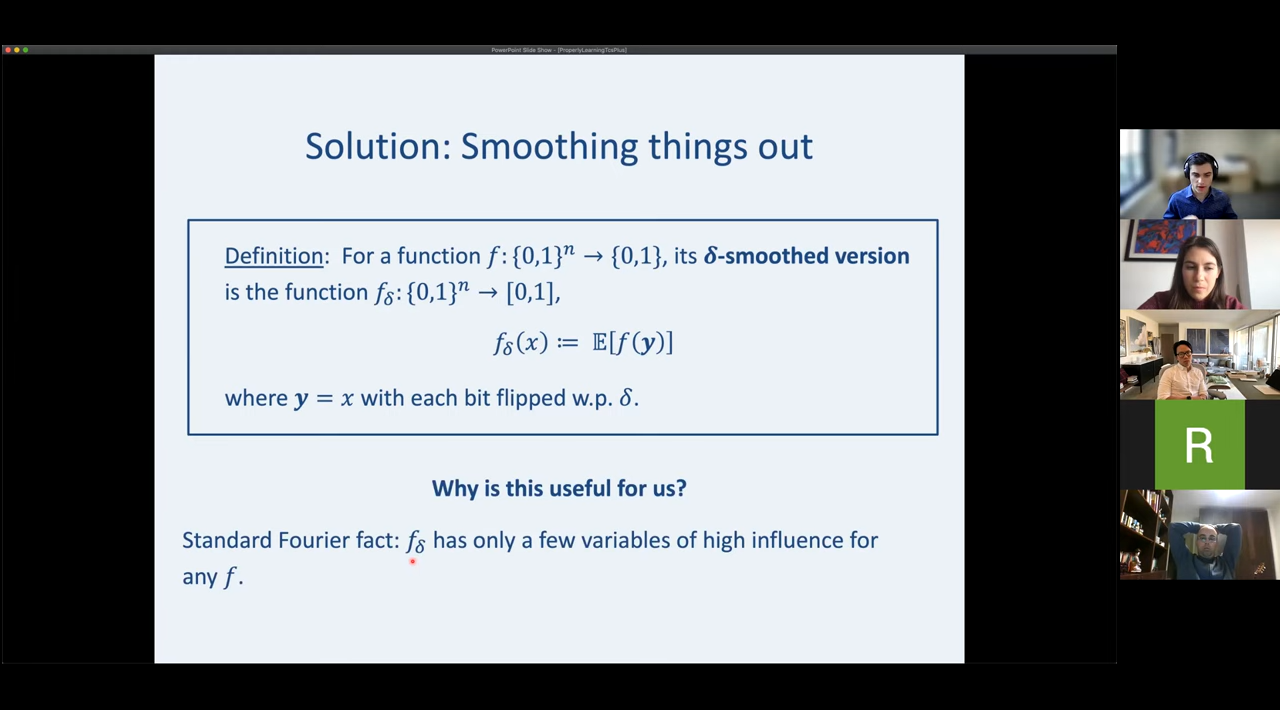 PowerPoint Slide Show - [ProperlyLearningTcsPlus]
Solution: Smoothing things out
Definition: For a function f: {0,1}ⁿ → {0,1}, its δ-smoothed version
is the function f_δ: {0,1}ⁿ → [0,1],
f_δ(x) ≔ 𝔼[f(y)]
where y = x with each bit flipped w.p. δ.
Why is this useful for us?
Standard Fourier fact: f_δ has only a few variables of high influence for
any f.
R